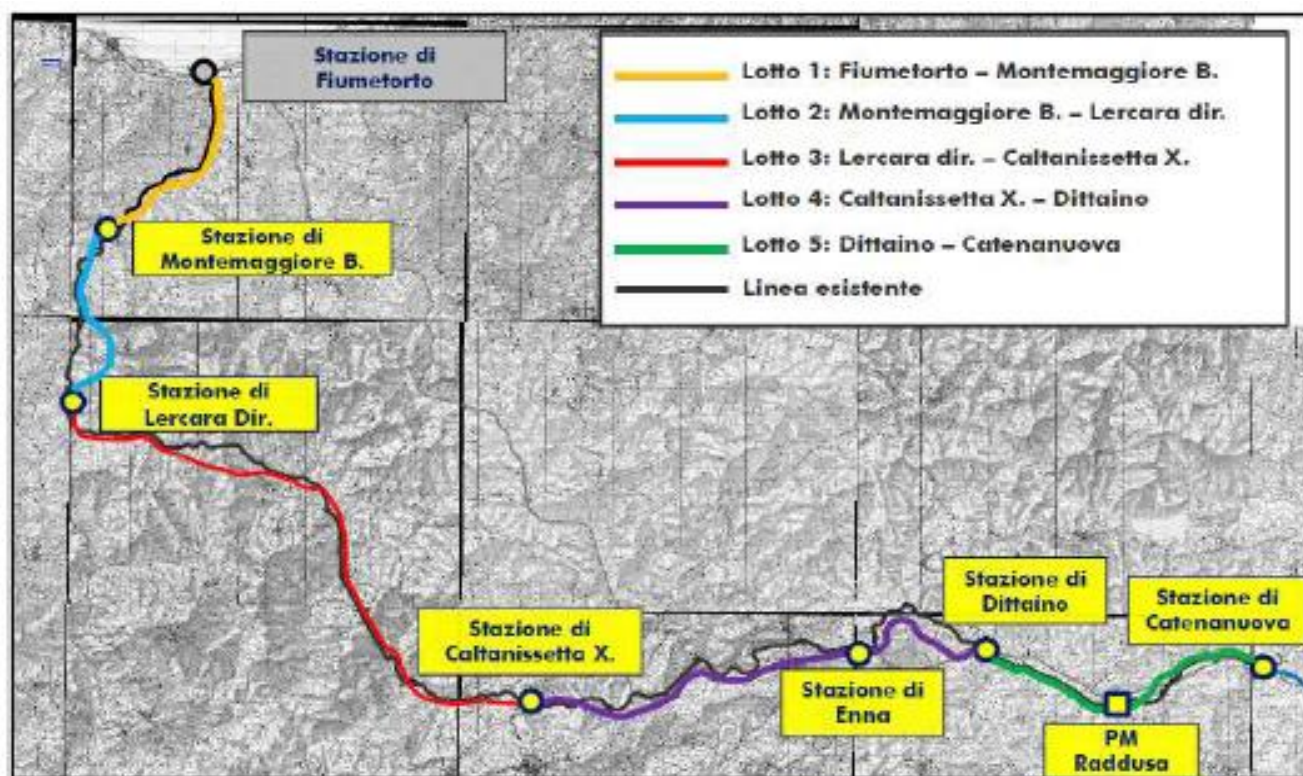 Stazione di
Fiumetorto
Lotto 1: Fiumetorto – Montemaggiore B.
Lotto 2: Montemaggiore B. – Lercara dir.
Lotto 3: Lercara dir. – Caltanissetta X.
Lotto 4: Caltanissetta X. – Dittaino
Lotto 5: Dittaino – Catenanuova
Linea esistente
Stazione di
Montemaggiore B.
Stazione di
Lercara Dir.
Stazione di
Caltanissetta X.
Stazione di
Enna
Stazione di
Dittaino
Stazione di
Catenanuova
PM
Raddusa